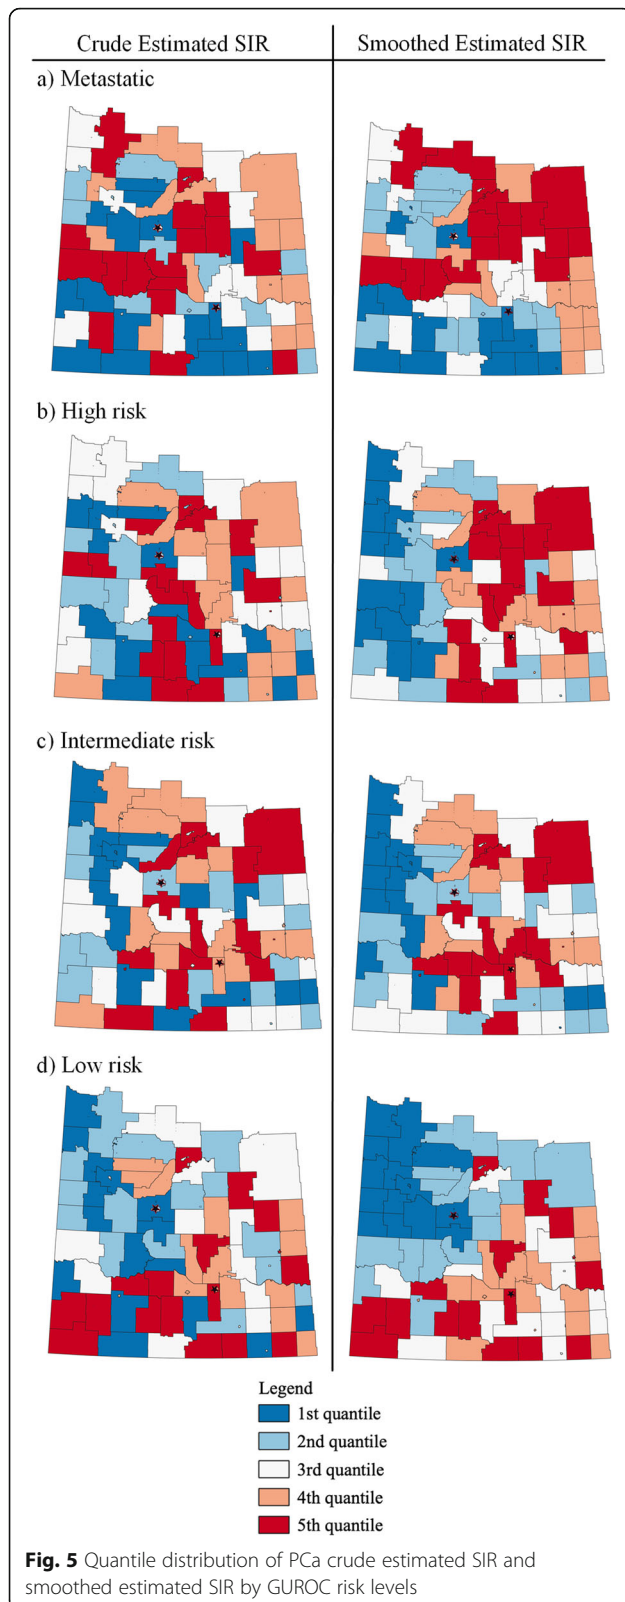 Crude Estimated SIR
Smoothed Estimated SIR
a) Metastatic
b) High risk
c) Intermediate risk
d) Low risk
Legend
1st quantile
2nd quantile
3rd quantile
4th quantile
5th quantile
Fig. 5 Quantile distribution of PCa crude estimated SIR and
smoothed estimated SIR by GUROC risk levels